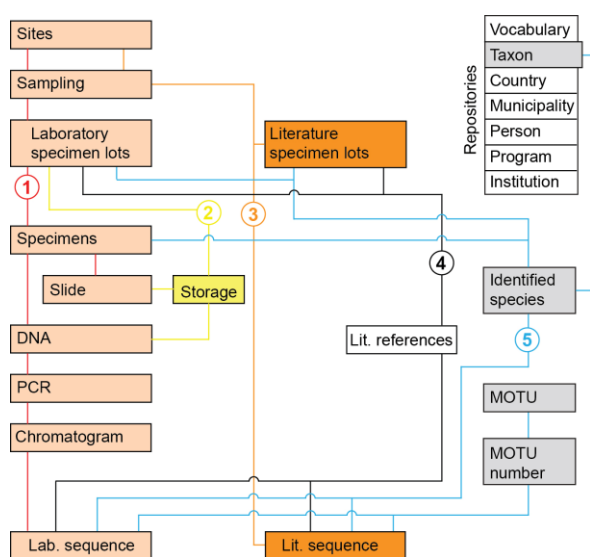 Sites
Sampling
Laboratory
specimen lots
Literature
specimen lots
Repositories
Vocabulary
Taxon
Country
Municipality
Person
Program
Institution
1
2
3
4
5
Specimens
Slide
Storage
Identified
species
DNA
Lit. references
PCR
MOTU
Chromatogram
MOTU
number
Lab. sequence
Lit. sequence